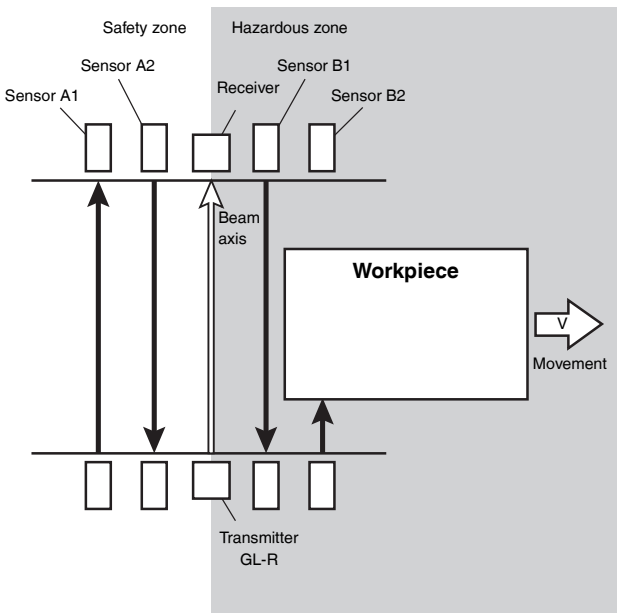 Safety zone
Hazardous zone
Sensor A2
Sensor B1
Receiver
Sensor A1
Sensor B2
Beam
axis
Workpiece
V
Movement
Transmitter
GL-R